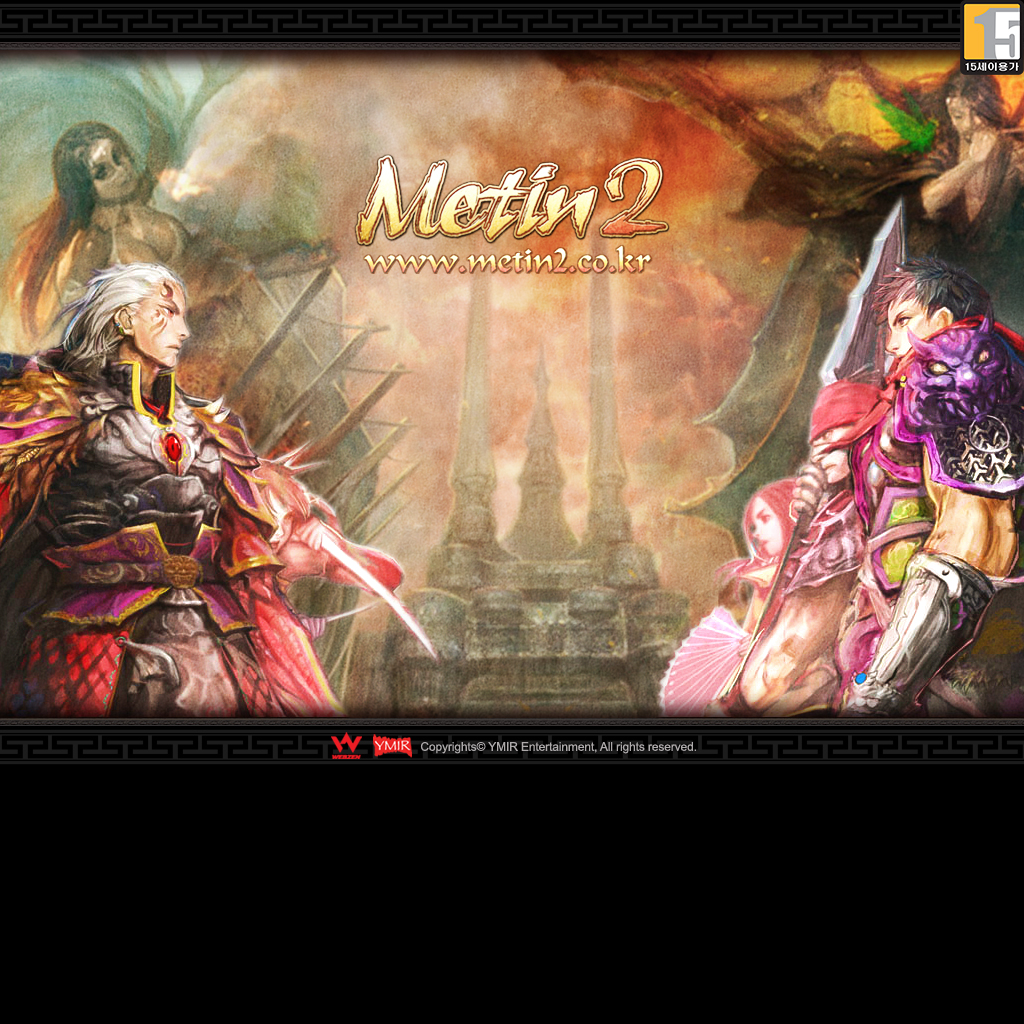 15
15세이용가
Metin2
www.metin2.co.kr
WEBZEN
YMIR
Copyrights© YMIR Entertainment, All rights reserved.